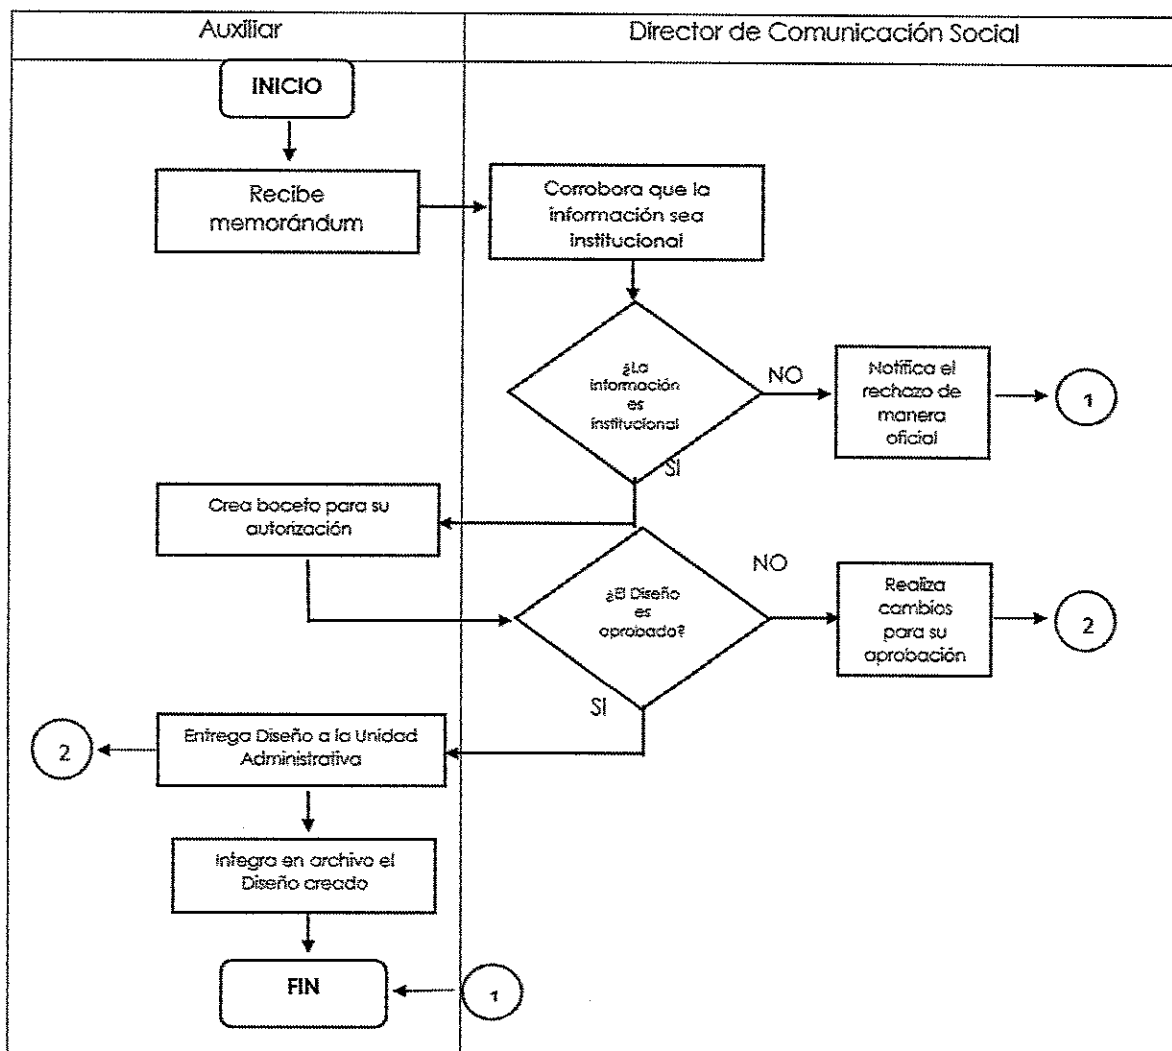 Auxiliar
Director de Comunicación Social
INICIO
Recibe
memorándum
Corrobora que la
información sea
institucional
¿La
información
es
institucional
NO
Notifica el
rechazo de
manera
oficial
1
SI
Crea boceto para su
autorización
¿El Diseño
es
aprobado?
NO
Realiza
cambios
para su
aprobación
2
SI
2
Entrega Diseño a la Unidad
Administrativa
Integra en archivo el
Diseño creado
FIN
1